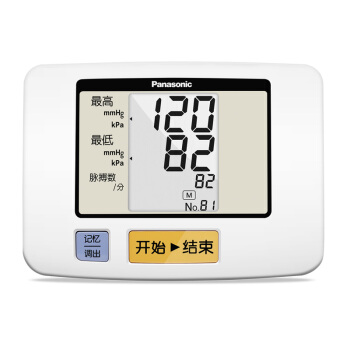 Panasonic
最高
mmHg
kPa
120
最低
mmHg
kPa
82
脉搏数
/分
82
M
No.81
记忆
调出
开始▶结束